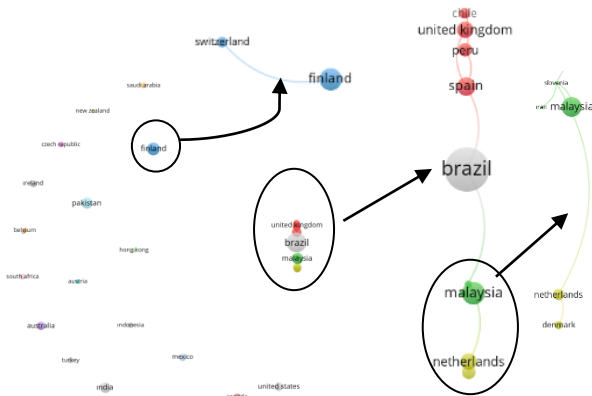 chile
united kingdom
switzerland
peru
finland
spain
slovenia
saudi arabia
iran
malaysia
new zealand
czech republic
finland
brazil
ireland
pakistan
united kingdom
belgium
brazil
hong kong
malaysia
south africa
austria
malaysia
netherlands
australia
indonesia
denmark
turkey
mexico
netherlands
india
united states